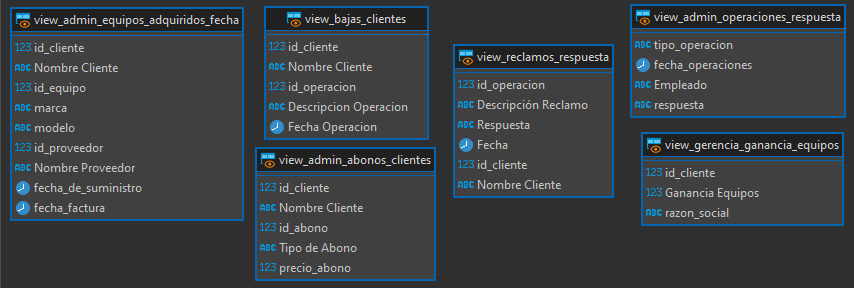 view_admin_equipos_adquiridos_fecha
123 id_cliente
ABC Nombre Cliente
123 id_equipo
ABC marca
ABC modelo
123 id_proveedor
ABC Nombre Proveedor
fecha_de_suministro
fecha_factura
view_bajas_clientes
123 id_cliente
ABC Nombre Cliente
123 id_operacion
ABC Descripcion Operacion
Fecha Operacion
view_admin_abonos_clientes
123 id_cliente
ABC Nombre Cliente
123 id_abono
ABC Tipo de Abono
123 precio_abono
view_reclamos_respuesta
123 id_operacion
ABC Descripción Reclamo
ABC Respuesta
Fecha
123 id_cliente
ABC Nombre Cliente
view_admin_operaciones_respuesta
ABC tipo_operacion
fecha_operaciones
ABC Empleado
ABC respuesta
view_gerencia_ganancia_equipos
123 id_cliente
123 Ganancia Equipos
ABC razon_social